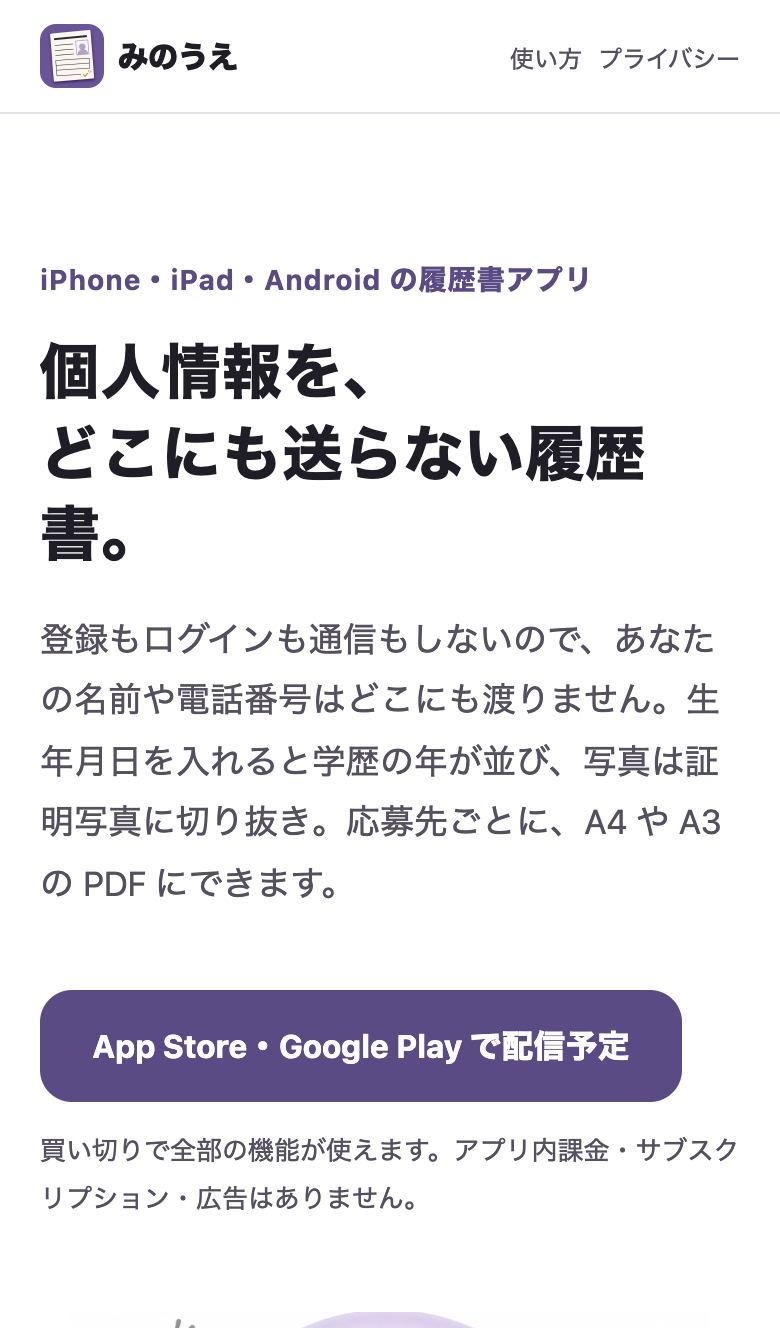 みのうえ
使い方 プライバシー
iPhone・iPad・Android の履歴書アプリ
個人情報を、
どこにも送らない履歴
書。
登録もログインも通信もしないので、あなた
の名前や電話番号はどこにも渡りません。生
年月日を入れると学歴の年が並び、写真は証
明写真に切り抜き。応募先ごとに、A4 や A3
の PDF にできます。
App Store・Google Play で配信予定
買い切りで全部の機能が使えます。アプリ内課金・サブスク
リプション・広告はありません。